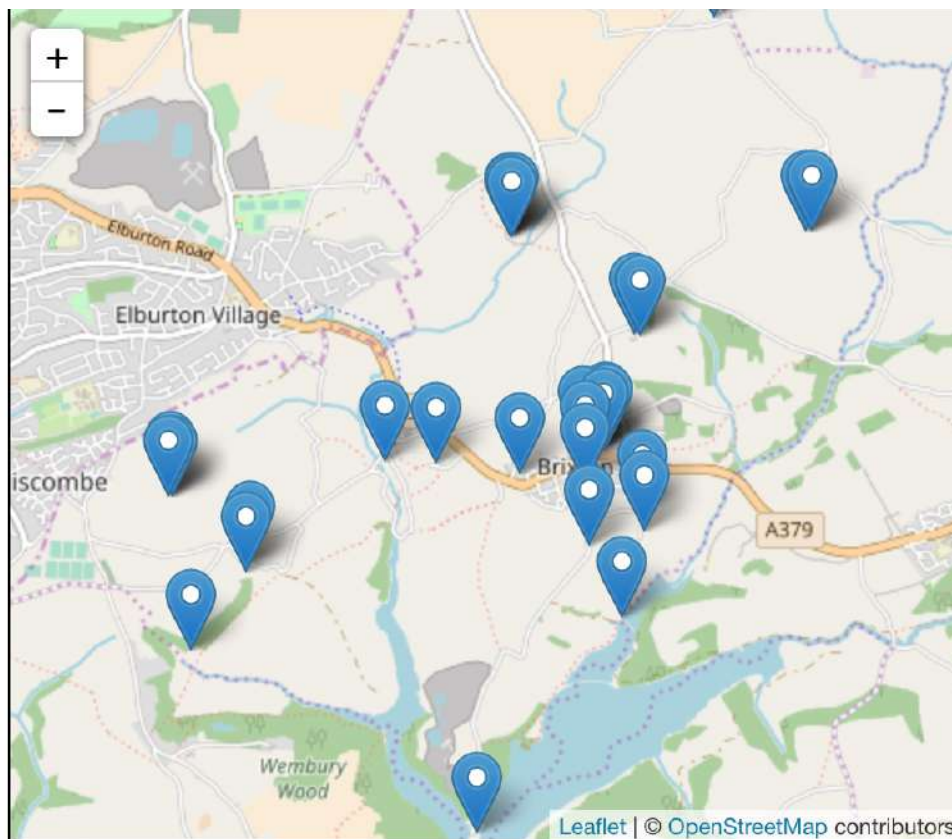 +
−
Elburton Road
Elburton Village
iscombe
A379
Wembury
Wood
Leaflet | © OpenStreetMap contributors